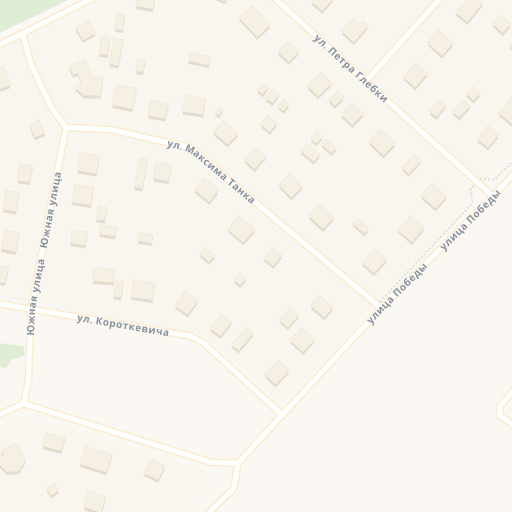 ул. Петра Глебки
ул. Максима Танка
Южная улица
улица Победы
улица Победы
Южная улица
ул. Короткевича